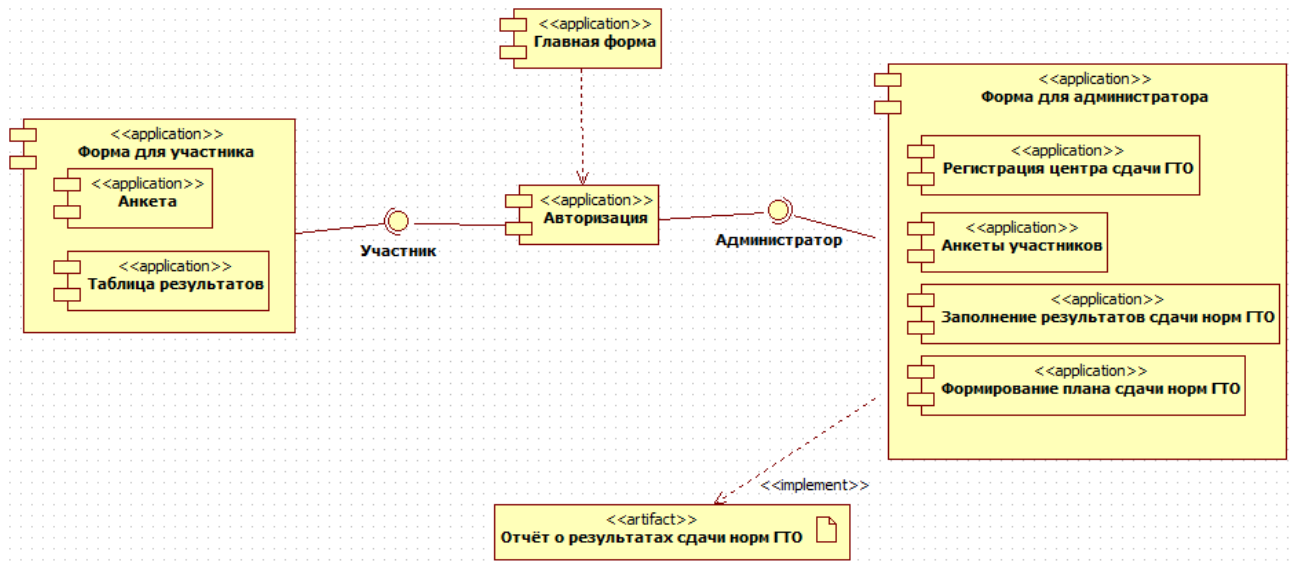 <<application>>
Главная форма
<<application>>
Форма для участника
<<application>>
Анкета
<<application>>
Таблица результатов
Участник
<<application>>
Авторизация
Администратор
<<application>>
Форма для администратора
<<application>>
Регистрация центра сдачи ГТО
<<application>>
Анкеты участников
<<application>>
Заполнение результатов сдачи норм ГТО
<<application>>
Формирование плана сдачи норм ГТО
<<implement>>
<<artifact>>
Отчёт о результатах сдачи норм ГТО